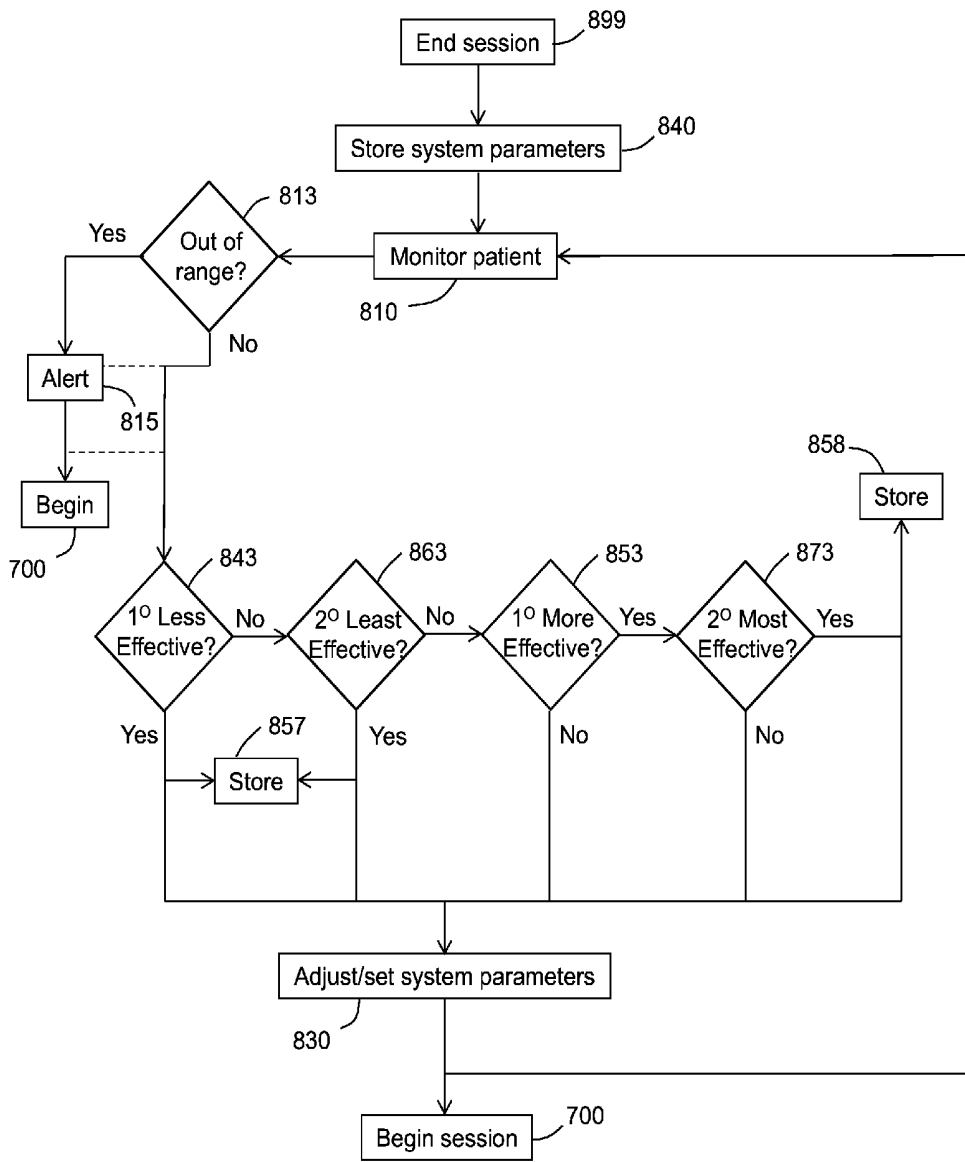 End session
899
Store system parameters
840
813
Out of
range?
Yes
No
Monitor patient
810
Alert
815
Begin
700
858
Store
843
1º Less
Effective?
No
863
2º Least
Effective?
No
853
1º More
Effective?
Yes
873
2º Most
Effective?
Yes
Yes
857
Store
Yes
No
No
Adjust/set system parameters
830
Begin session
700